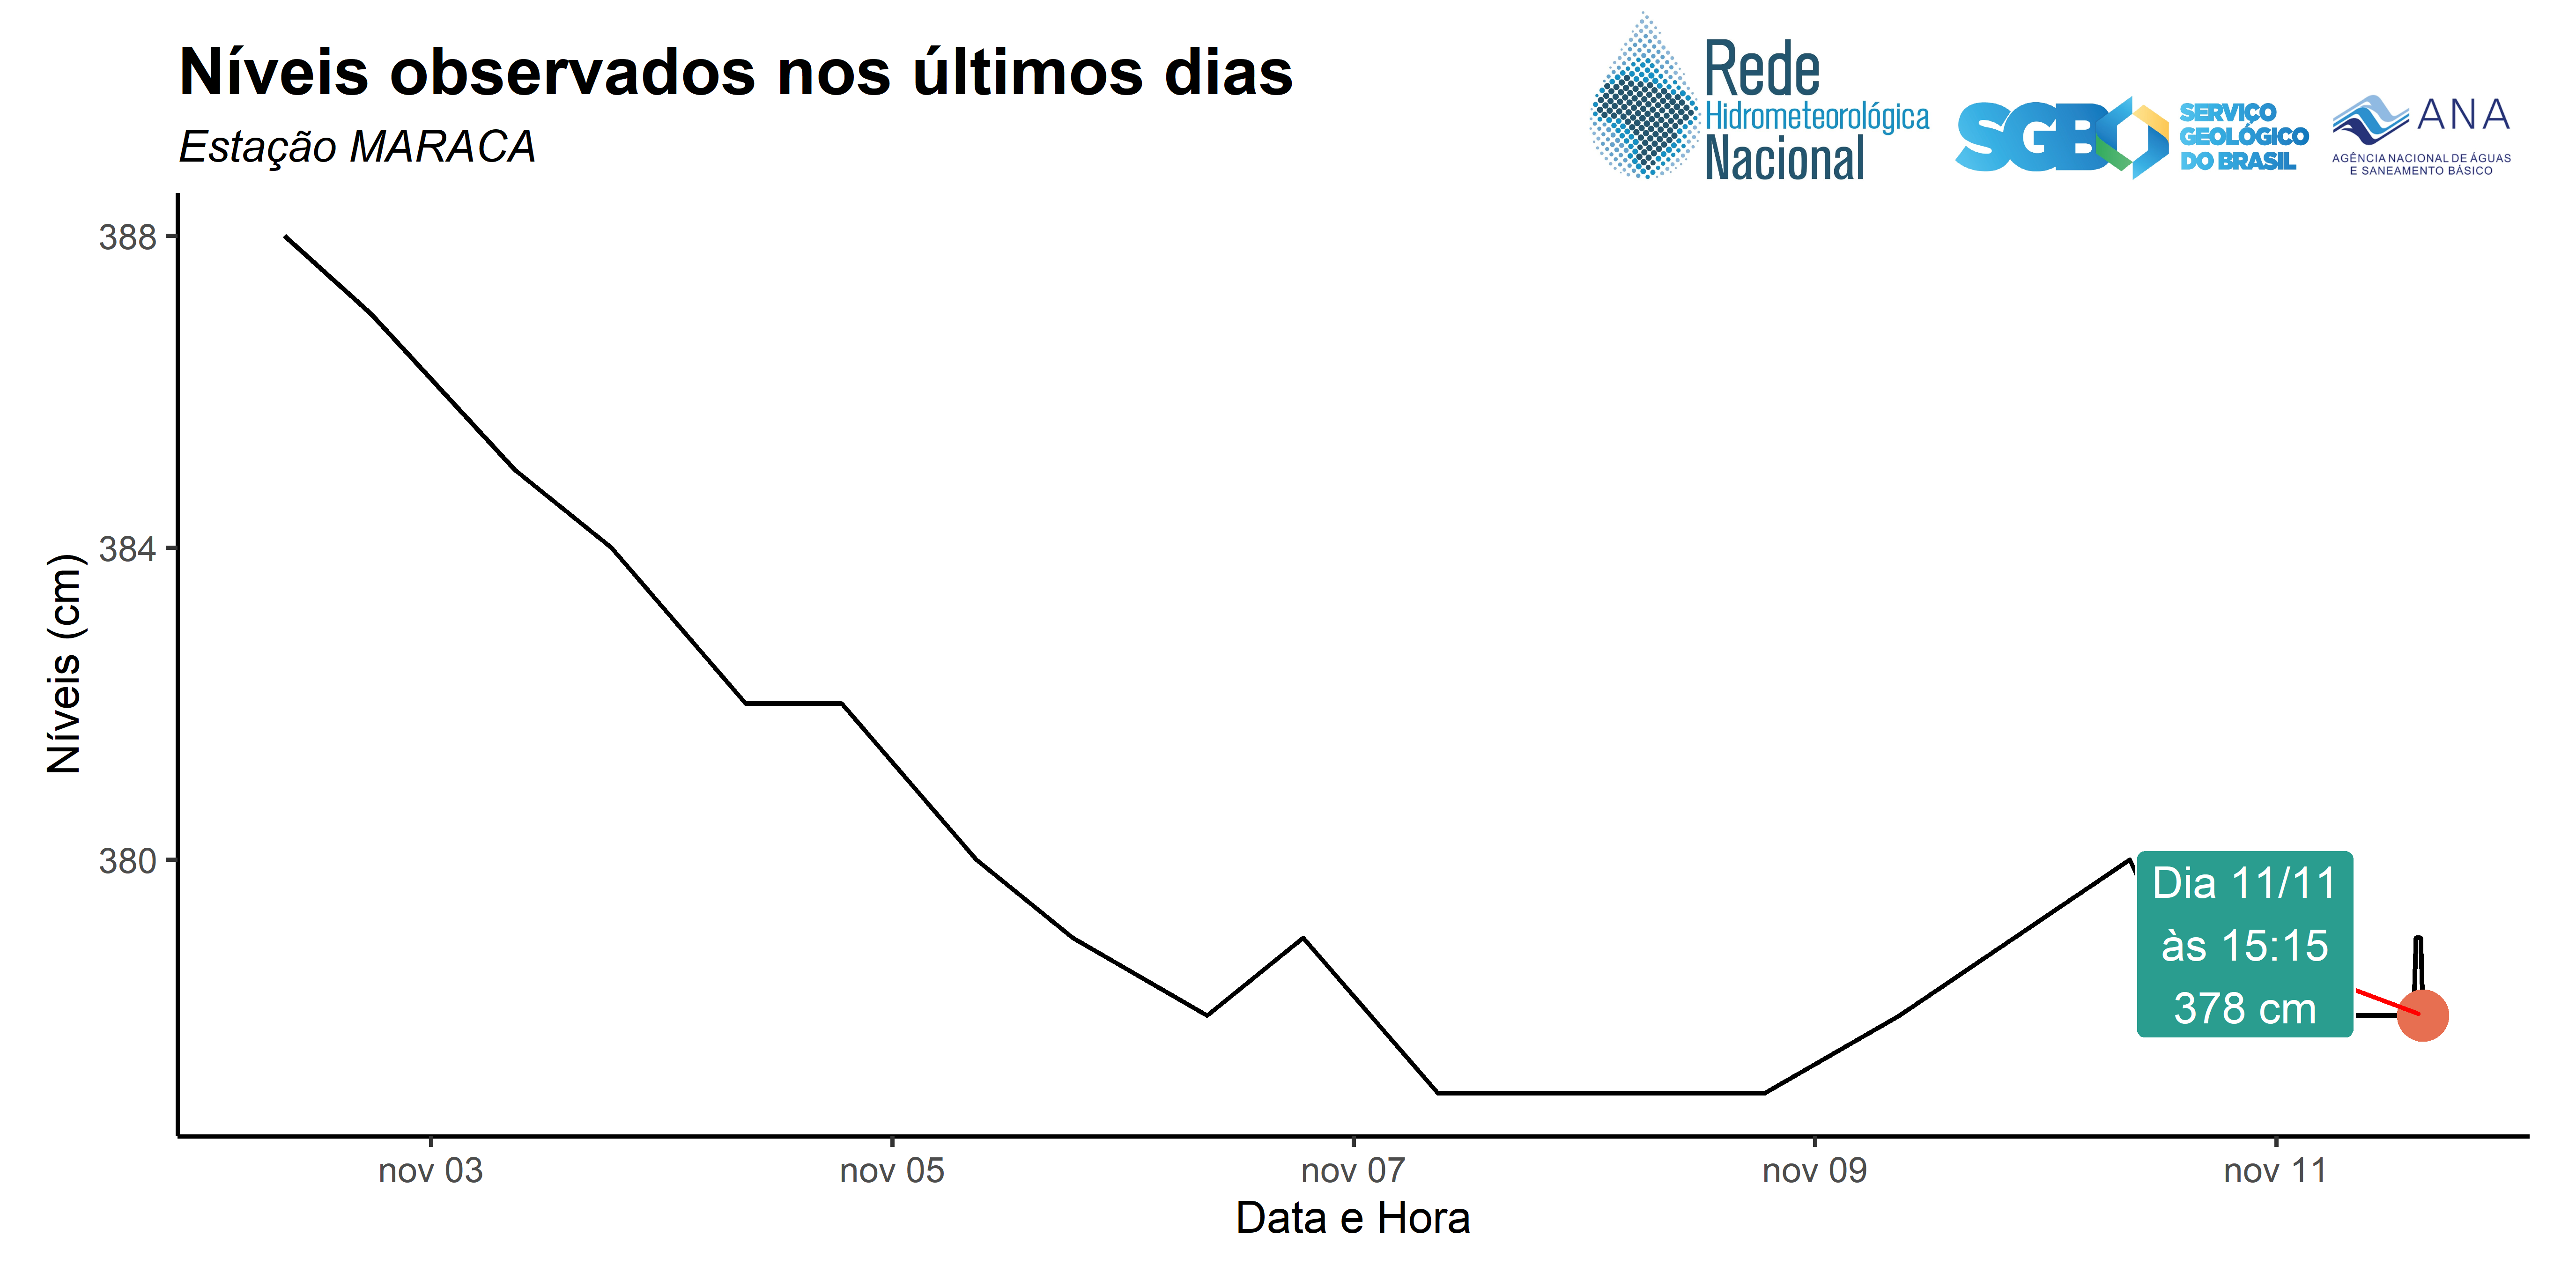 Níveis observados nos últimos dias
Estação MARACA
Rede
Hidrometeorológica
Nacional
SGB
SERVIÇO
GEOLÓGICO
DO BRASIL
ANA
AGÊNCIA NACIONAL DE ÁGUAS
E SANEAMENTO BÁSICO
388
384
380
Níveis (cm)
Dia 11/11
às 15:15
378 cm
nov 03
nov 05
nov 07
nov 09
nov 11
Data e Hora